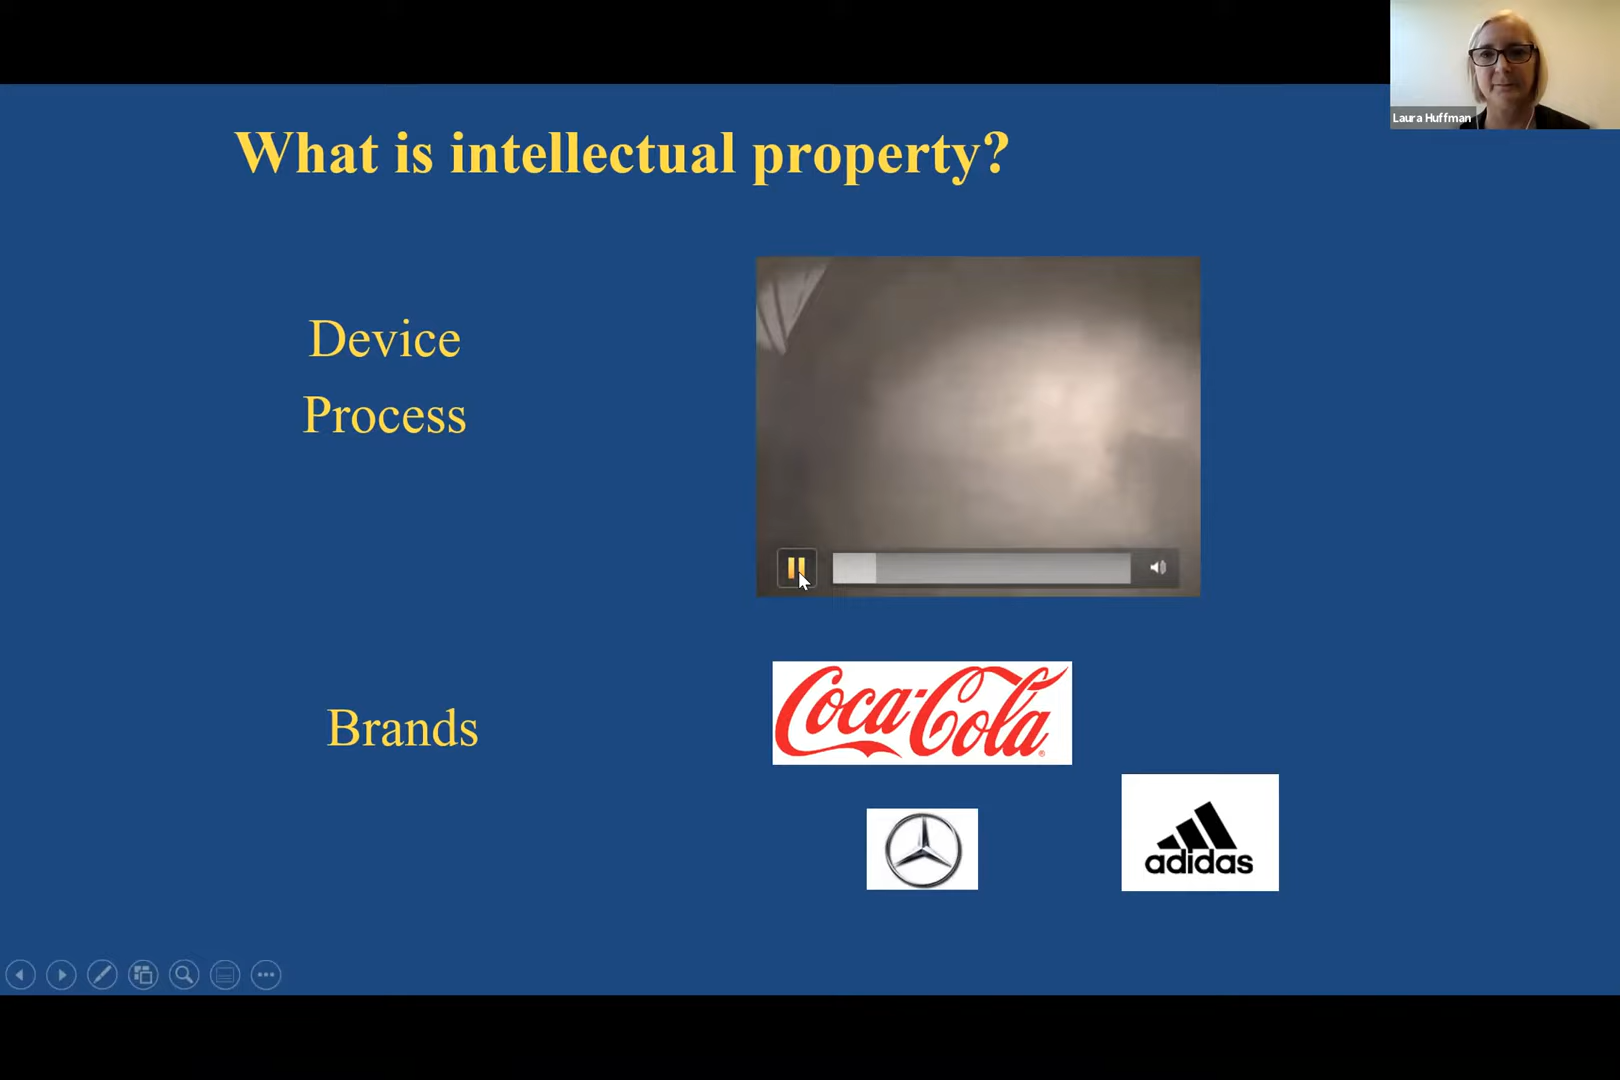 Laura Huffman
What is intellectual property?
Device
Process
Brands
Coca-Cola
®
adidas